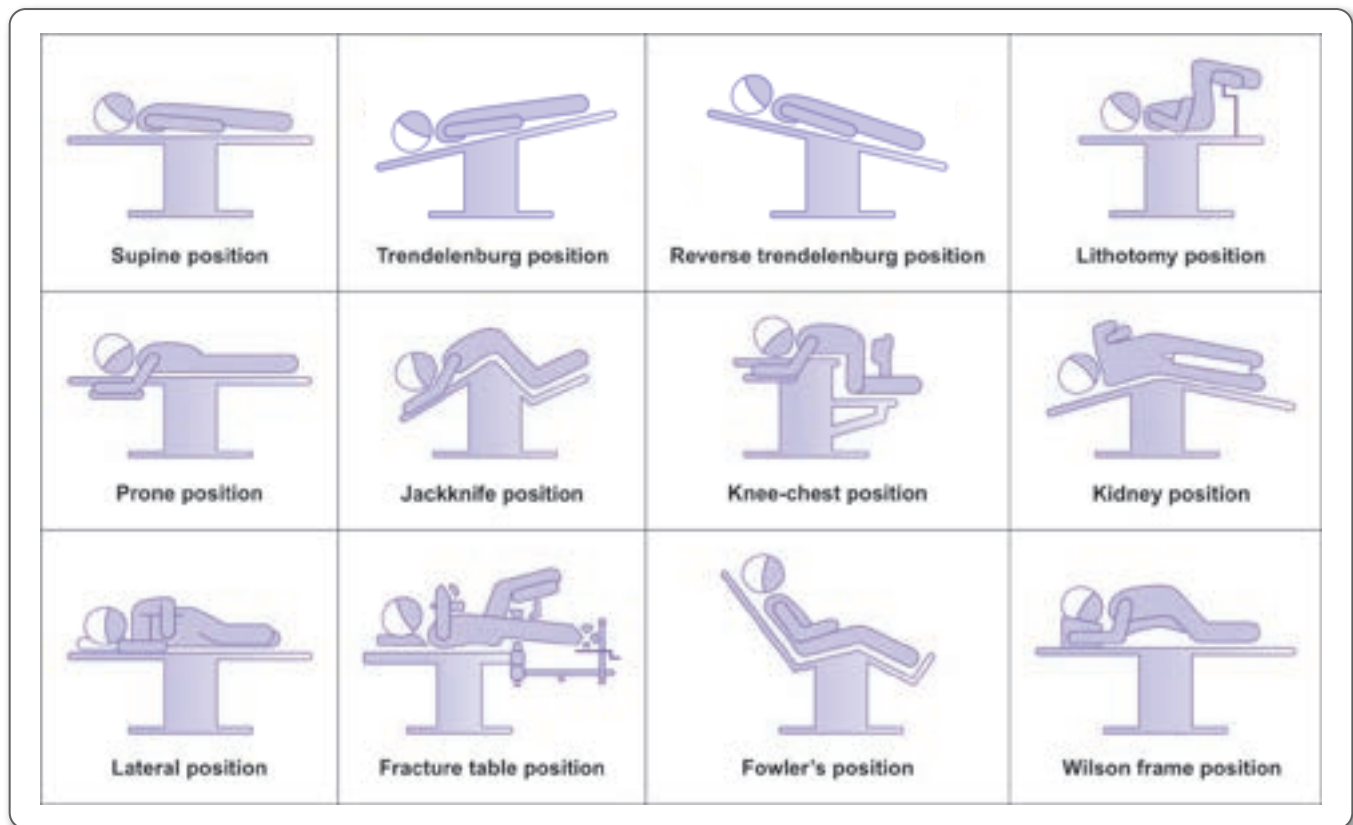 Supine position
Trendelenburg position
Reverse trendelenburg position
Lithotomy position
Prone position
Jackknife position
Knee-chest position
Kidney position
Lateral position
Fracture table position
Fowler's position
Wilson frame position